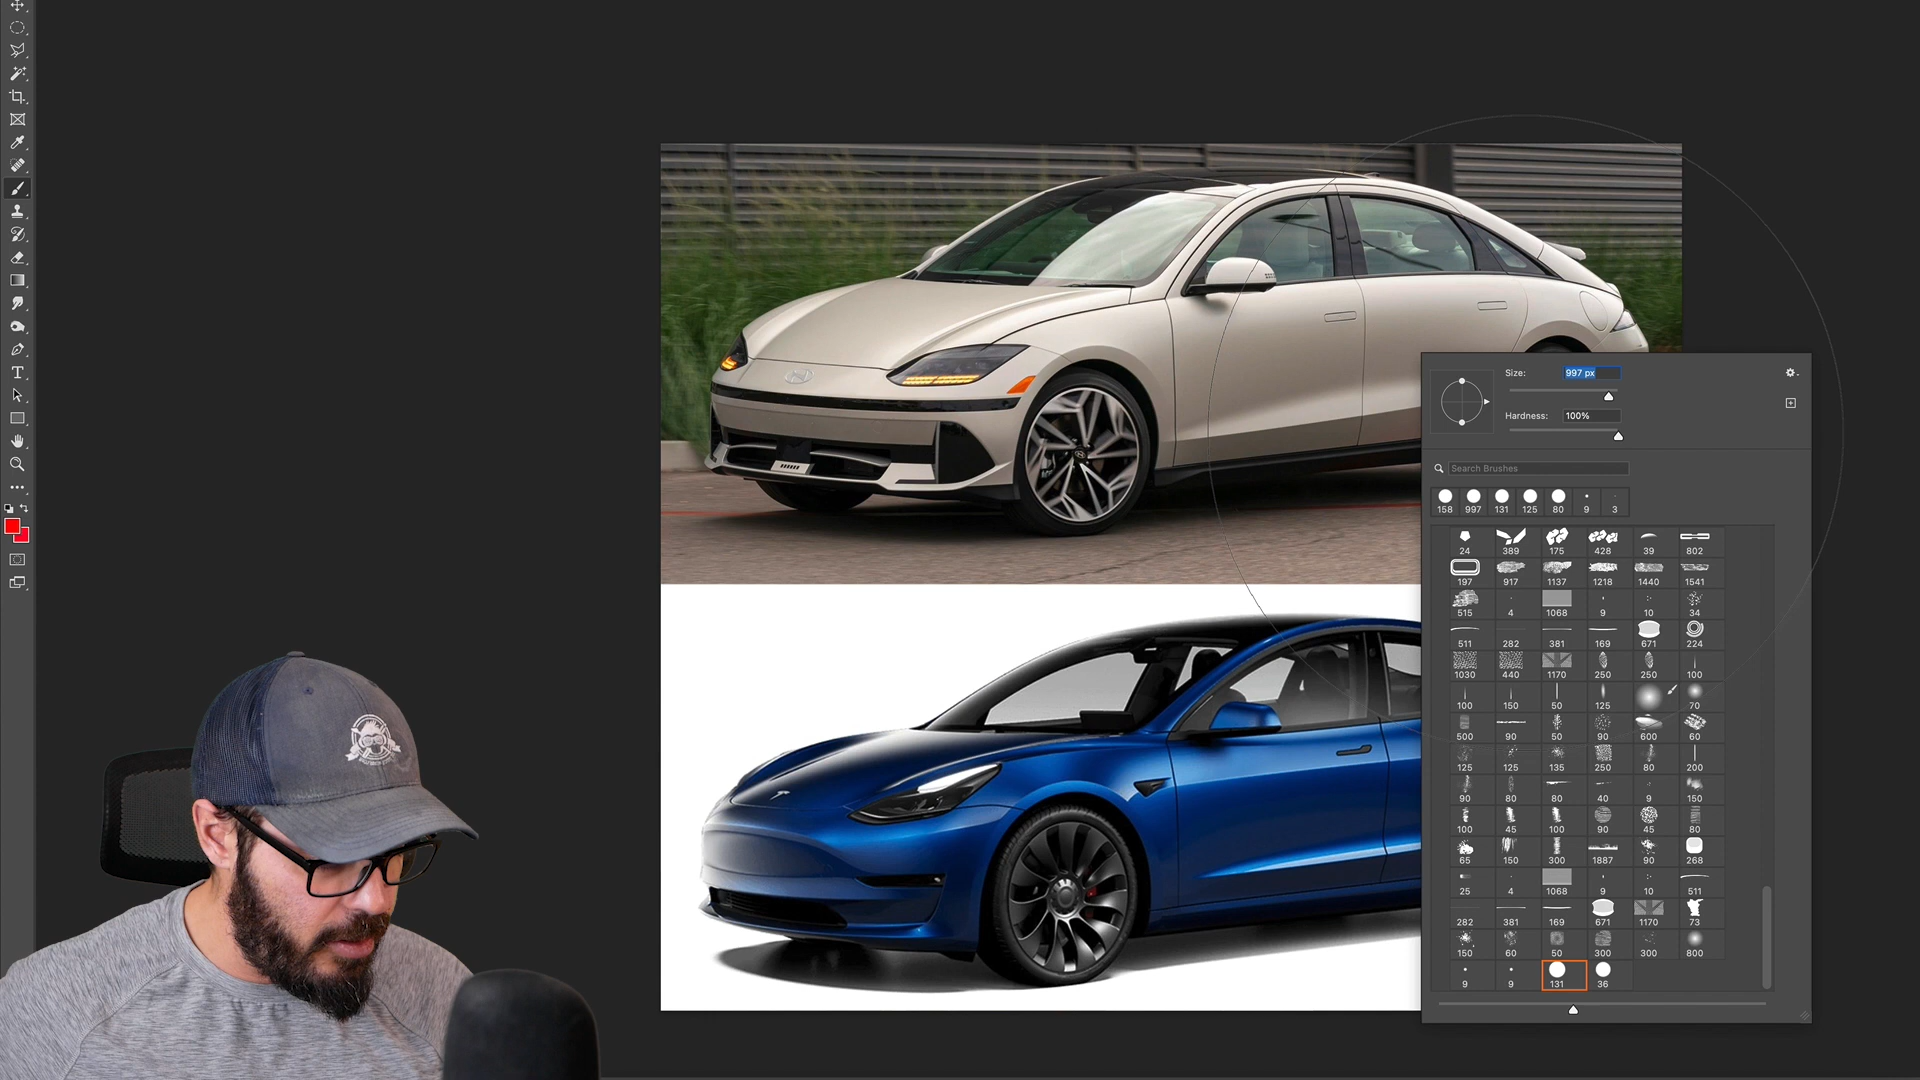 Size: 997 px
Hardness: 100%
Search Brushes
158 997 131 125 80 9 3
24 389 175 428 39 802
197 917 1137 1218 1440 1541
515 4 1068 9 10 34
511 282 381 169 671 224
1030 440 1170 250 250 100
100 150 50 125 70
500 90 50 90 600 60
125 125 135 250 80 200
90 80 80 40 9 150
100 45 100 90 45 80
65 150 300 1887 90 268
25 4 1068 9 10 511
282 381 169 671 1170 73
150 60 50 300 300 800
9 9 131 36